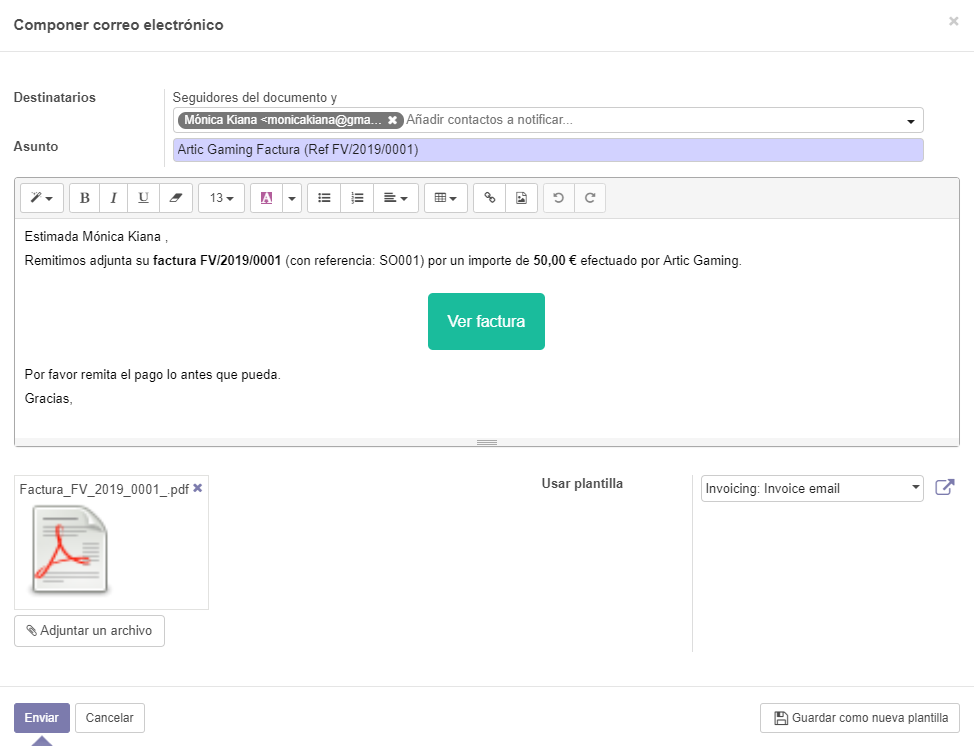 Componer correo electrónico
×
Destinatarios
Seguidores del documento y
Mónica Kiana <monicakiana@gma... ✖ Añadir contactos a notificar...
Asunto
Artic Gaming Factura (Ref FV/2019/0001)
B I U 13 A
Estimada Mónica Kiana ,
Remitimos adjunta su factura FV/2019/0001 (con referencia: SO001) por un importe de 50,00 € efectuado por Artic Gaming.
Ver factura
Por favor remita el pago lo antes que pueda.
Gracias,
Factura_FV_2019_0001_.pdf ✖
Usar plantilla
Invoicing: Invoice email
Adjuntar un archivo
Enviar
Cancelar
Guardar como nueva plantilla